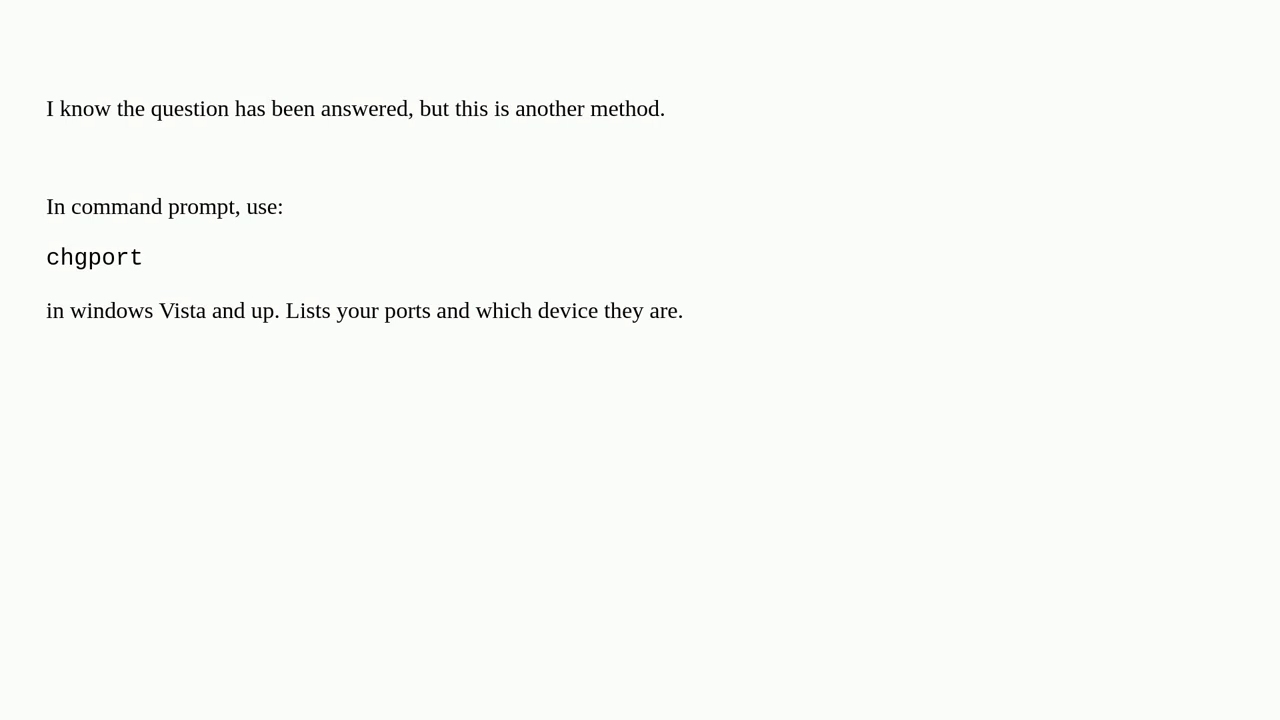 I know the question has been answered, but this is another method.
In command prompt, use:
chgport
in windows Vista and up. Lists your ports and which device they are.